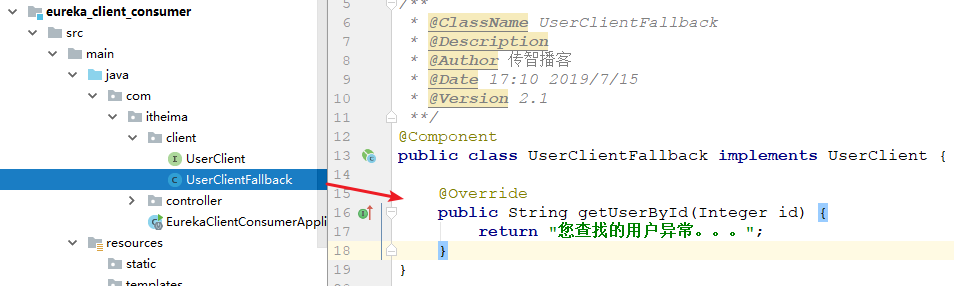 eureka_client_consumer
src
main
java
com
itheima
client
UserClient
UserClientFallback
controller
EurekaClientConsumerAppli
resources
static
templates
5 /**
6 * @ClassName UserClientFallback
7 * @Description
8 * @Author 传智播客
9 * @Date 17:10 2019/7/15
10 * @Version 2.1
11 **/
12 @Component
13 public class UserClientFallback implements UserClient {
14
15 @Override
16 public String getUserById(Integer id) {
17 return "您查找的用户异常。。。";
18 }
19 }